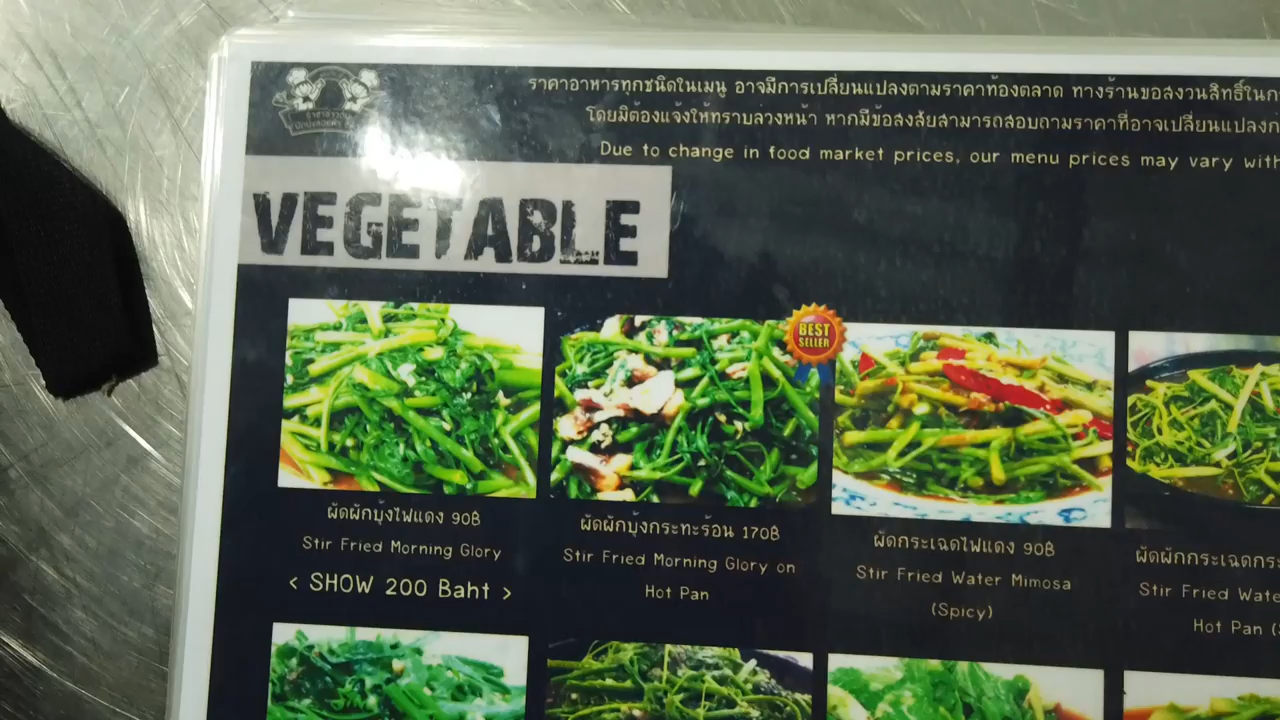 ราคาอาหารทุกชนิดในเมนู อาจมีการเปลี่ยนแปลงตามราคาท้องตลาด ทางร้านขอสงวนสิทธิ์ในก
โดยมิต้องแจ้งให้ทราบล่วงหน้า หากมีข้อสงสัยสามารถสอบถามราคาที่อาจเปลี่ยนแปลง
Due to change in food market prices, our menu prices may vary with
VEGETABLE
BEST
SELLER
ผัดผักบุ้งไฟแดง 90฿
Stir Fried Morning Glory
< SHOW 200 Baht >
ผัดผักบุ้งกระทะร้อน 170฿
Stir Fried Morning Glory on
Hot Pan
ผัดกระเฉดไฟแดง 90฿
Stir Fried Water Mimosa
(Spicy)
ผัดผักกระเฉดกระ
Stir Fried Wate
Hot Pan (